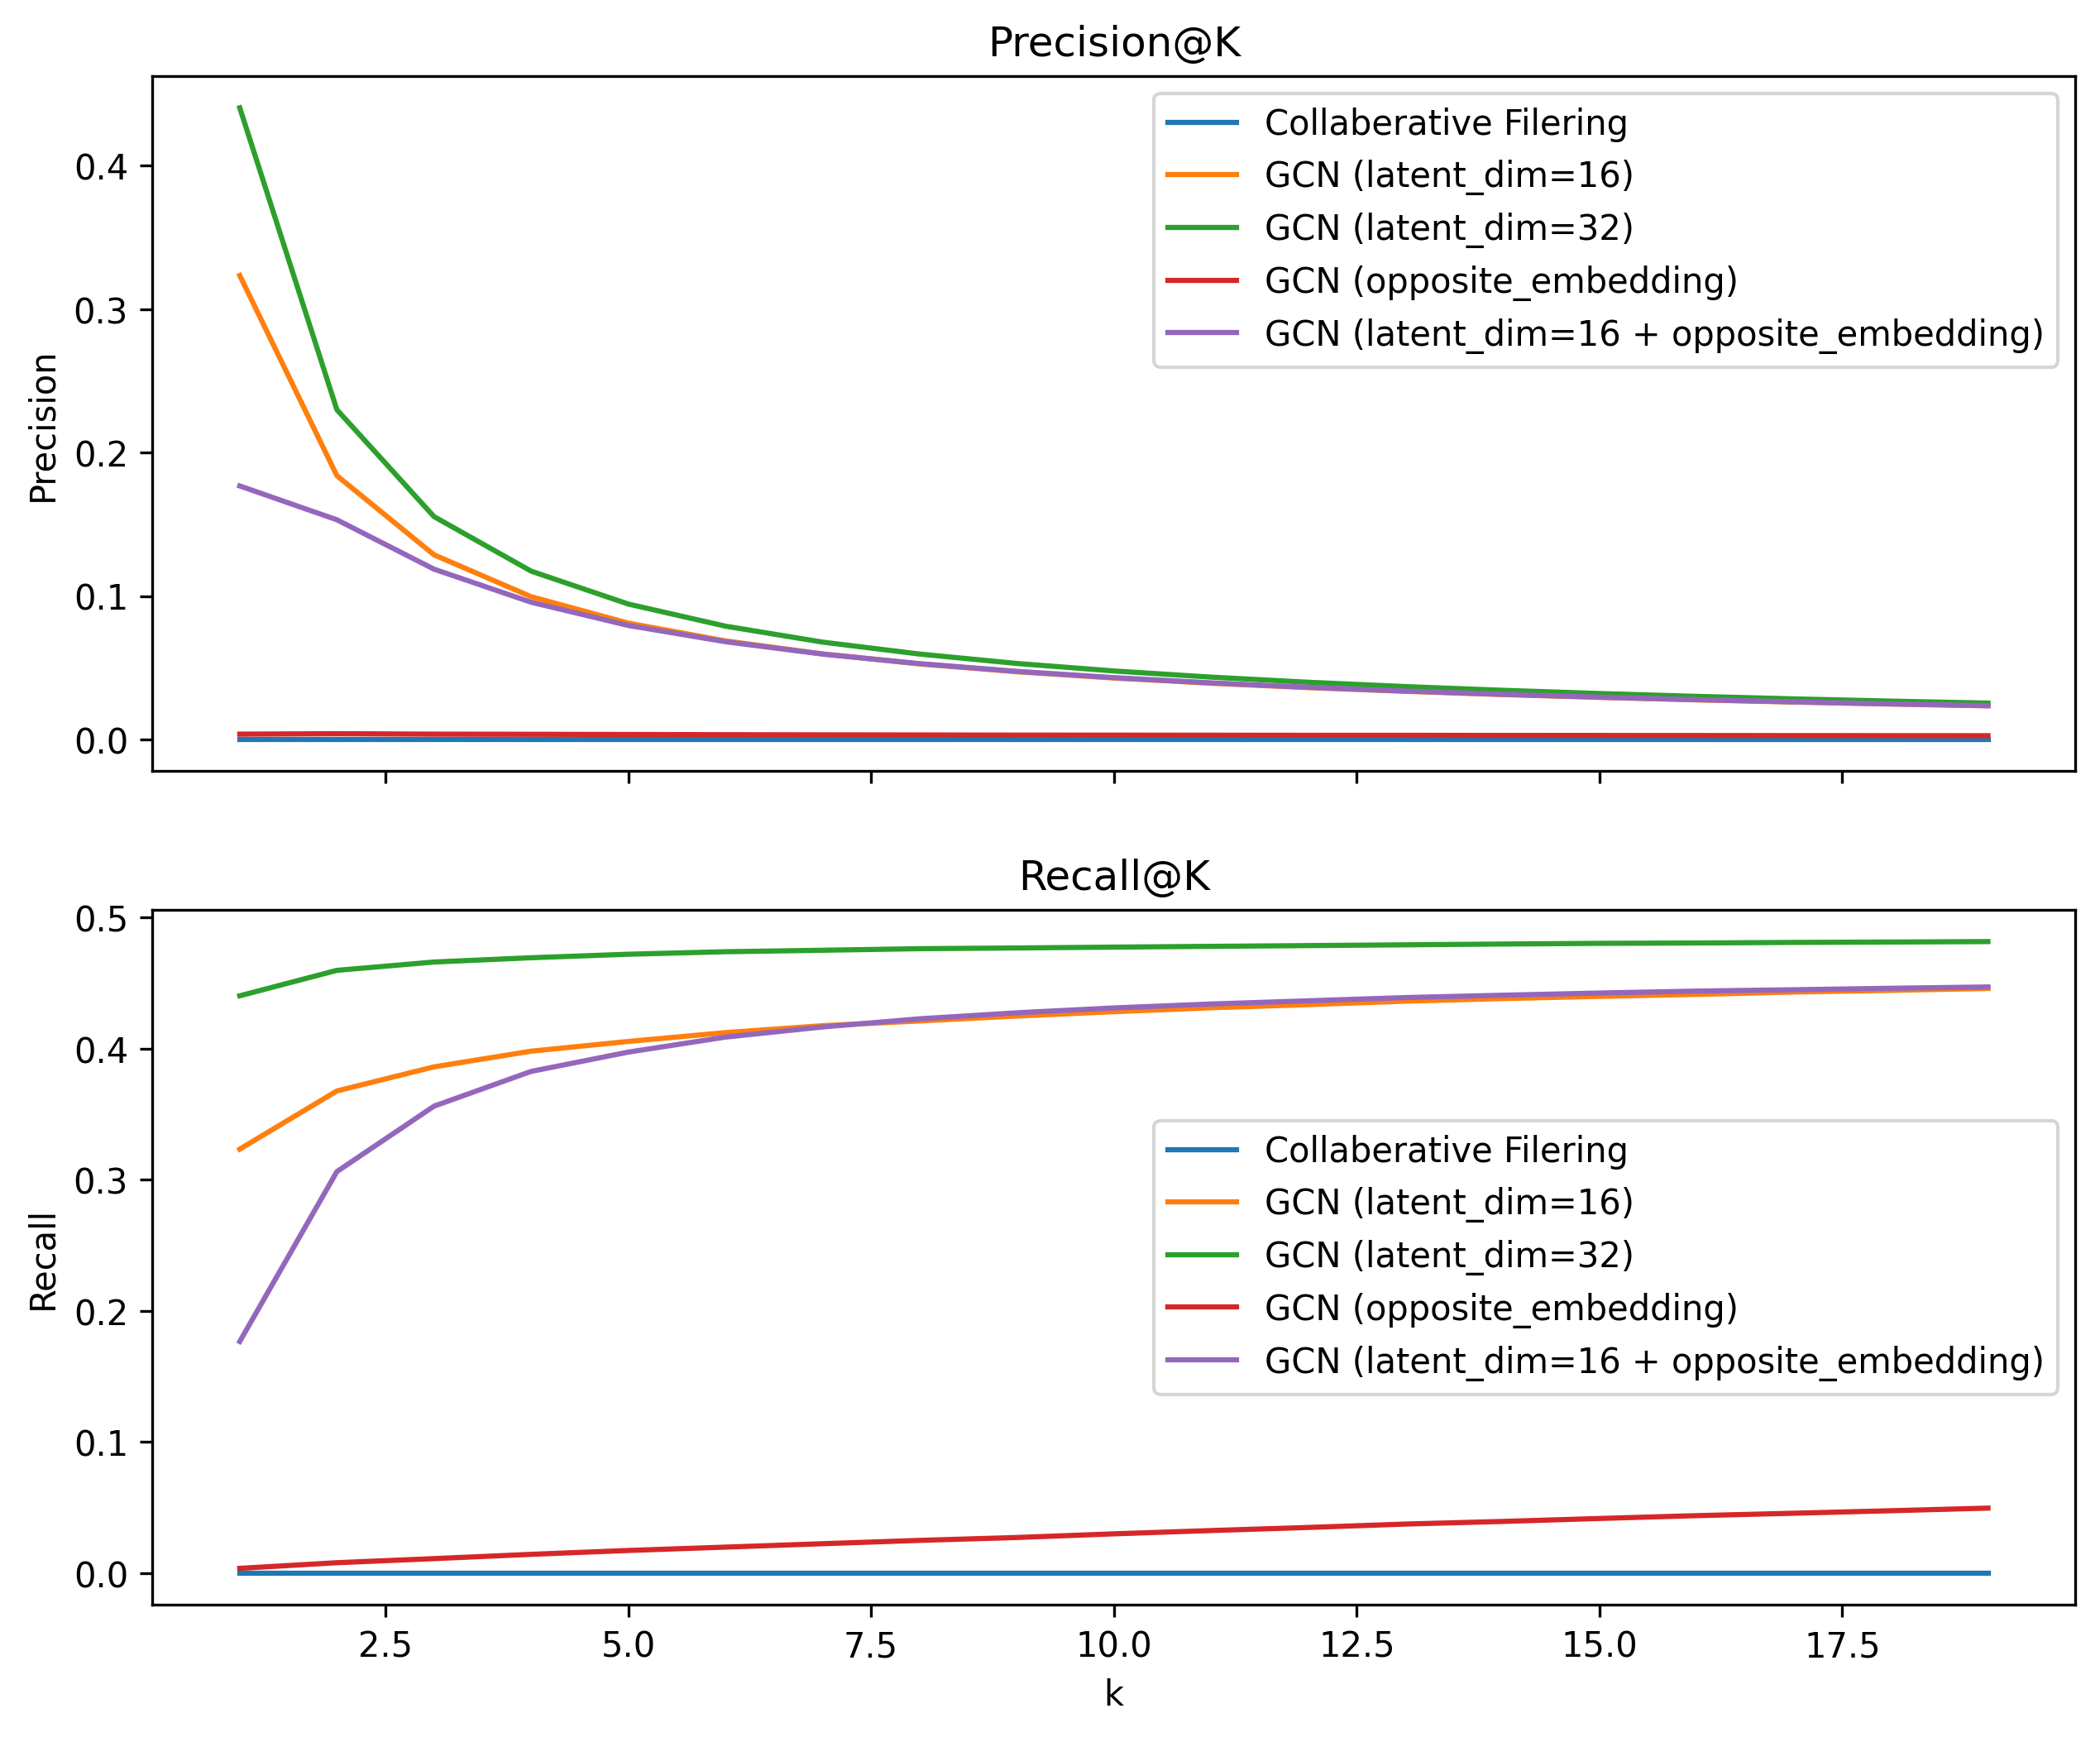 Precision@K
Precision
0.4
0.3
0.2
0.1
0.0
Collaberative Filering
GCN (latent_dim=16)
GCN (latent_dim=32)
GCN (opposite_embedding)
GCN (latent_dim=16 + opposite_embedding)
Recall@K
Recall
0.5
0.4
0.3
0.2
0.1
0.0
Collaberative Filering
GCN (latent_dim=16)
GCN (latent_dim=32)
GCN (opposite_embedding)
GCN (latent_dim=16 + opposite_embedding)
2.5 5.0 7.5 10.0 12.5 15.0 17.5
k